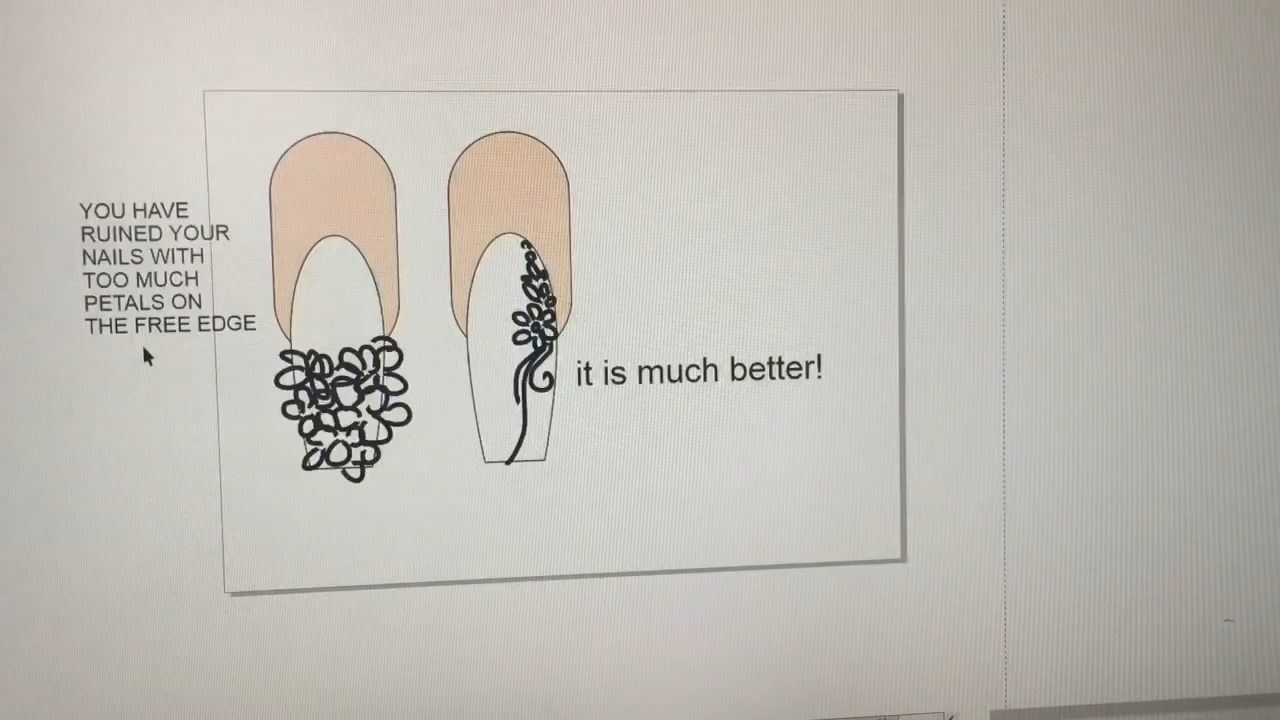 YOU HAVE
RUINED YOUR
NAILS WITH
TOO MUCH
PETALS ON
THE FREE EDGE
it is much better!